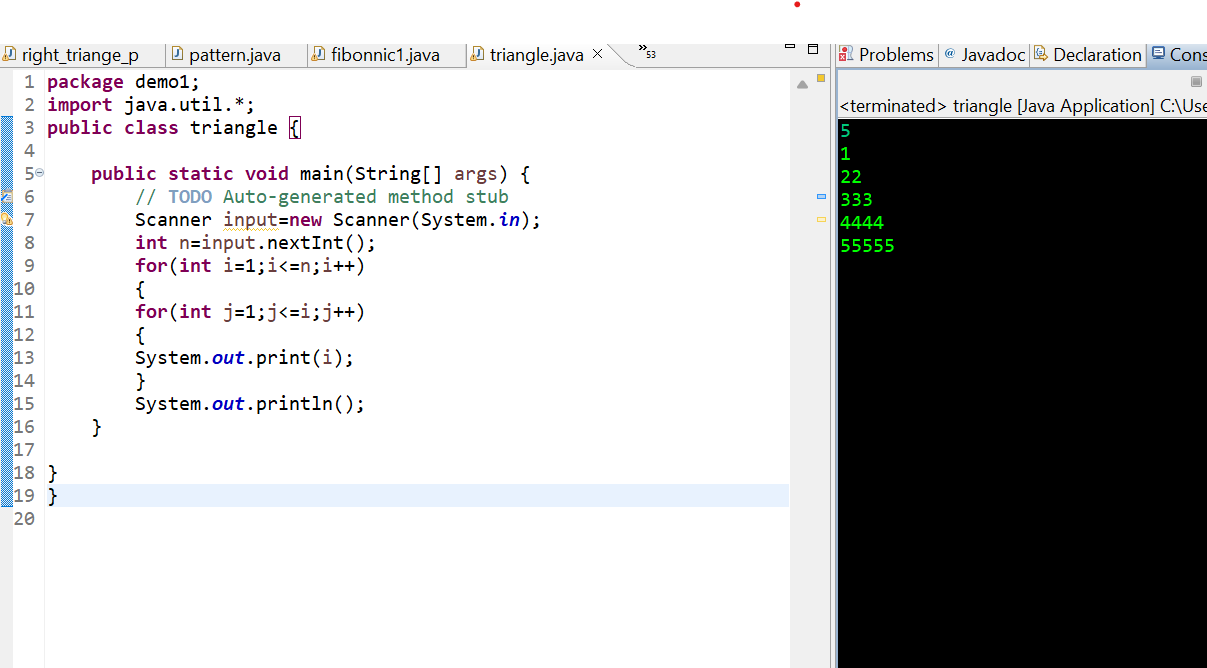 right_triange_p pattern.java fibonnic1.java triangle.java »53
Problems @ Javadoc Declaration Cons
<terminated> triangle [Java Application] C:\Use
1 package demo1;
2 import java.util.*;
3 public class triangle {
4
5 public static void main(String[] args) {
6 // TODO Auto-generated method stub
7 Scanner input=new Scanner(System.in);
8 int n=input.nextInt();
9 for(int i=1;i<=n;i++)
10 {
11 for(int j=1;j<=i;j++)
12 {
13 System.out.print(i);
14 }
15 System.out.println();
16 }
17
18 }
19 }
20
5
1
22
333
4444
55555